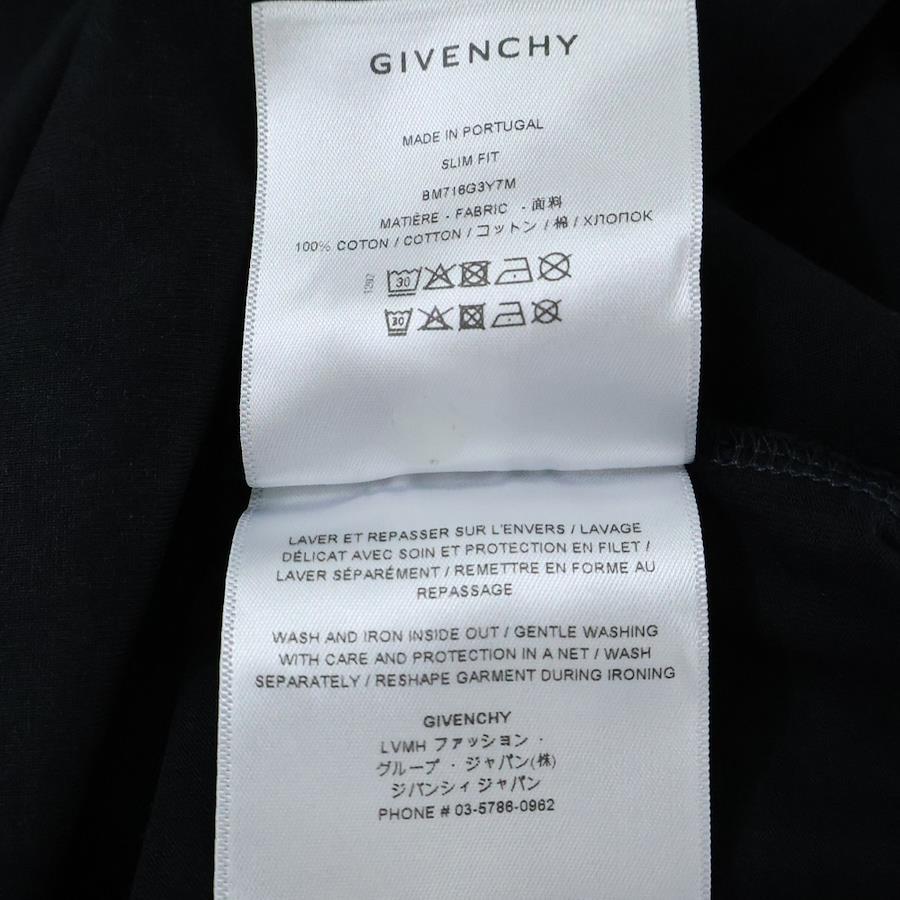 GIVENCHY
MADE IN PORTUGAL
SLIM FIT
BM716G3Y7M
MATIÈRE - FABRIC - 面料
100% COTON / COTTON / コットン / 棉 / ХЛОПОК
1292
30
30
LAVER ET REPASSER SUR L'ENVERS / LAVAGE
DÉLICAT AVEC SOIN ET PROTECTION EN FILET /
LAVER SÉPARÉMENT / REMETTRE EN FORME AU
REPASSAGE
WASH AND IRON INSIDE OUT / GENTLE WASHING
WITH CARE AND PROTECTION IN A NET / WASH
SEPARATELY / RESHAPE GARMENT DURING IRONING
GIVENCHY
LVMH ファッション ·
グループ · ジャパン(株)
ジバンシィ ジャパン
PHONE # 03-5786-0962